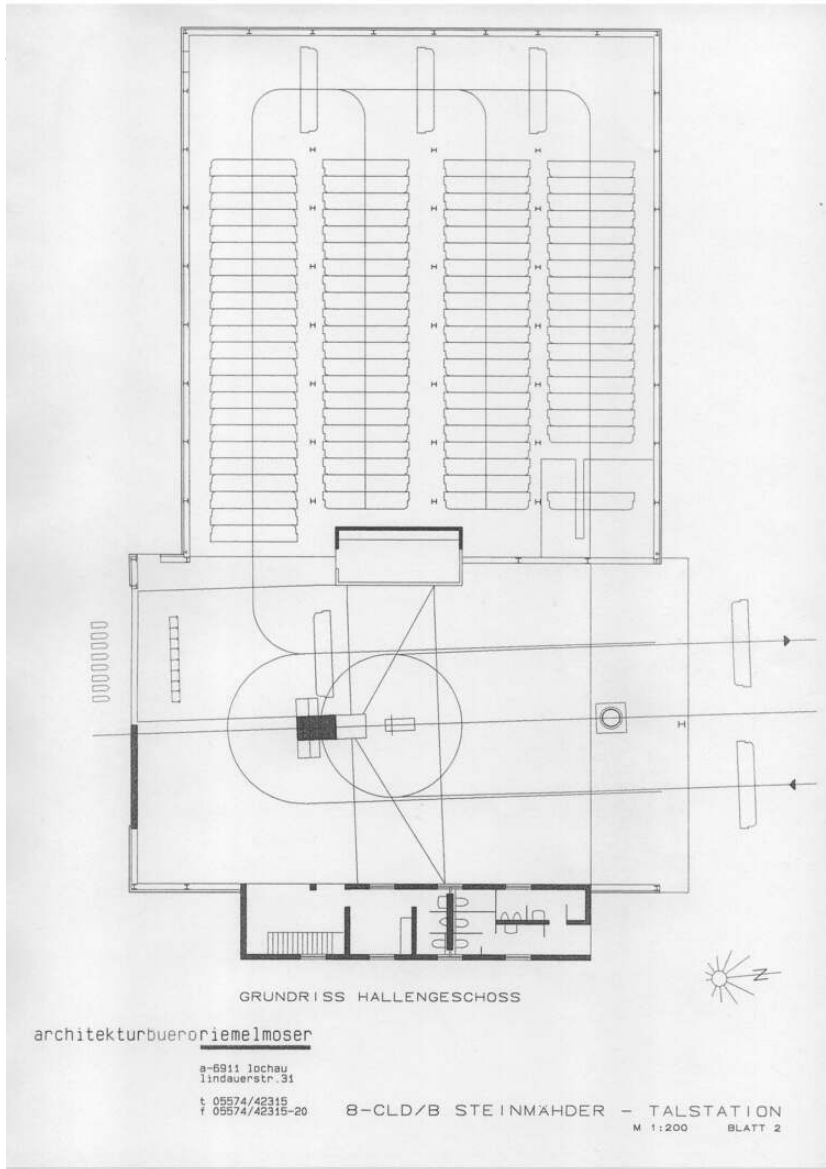 GRUNDRISS HALLENGESCHOSS
architekturbueroriemelmoser
a-6911 lochau
lindauerstr.31
t 05574/42315
f 05574/42315-20
8-CLD/B STEINMÄHDER - TALSTATION
M 1:200 BLATT 2
Z